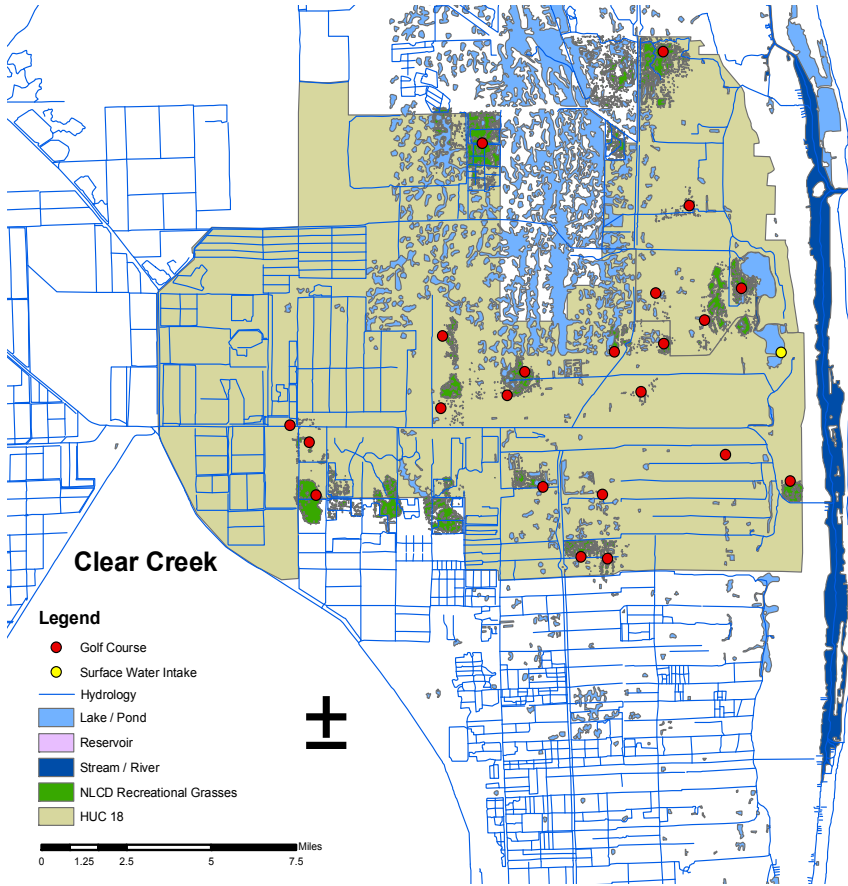 Clear Creek
Legend
Golf Course
Surface Water Intake
Hydrology
Lake / Pond
Reservoir
Stream / River
NLCD Recreational Grasses
HUC 18
Miles
0 1.25 2.5 5 7.5